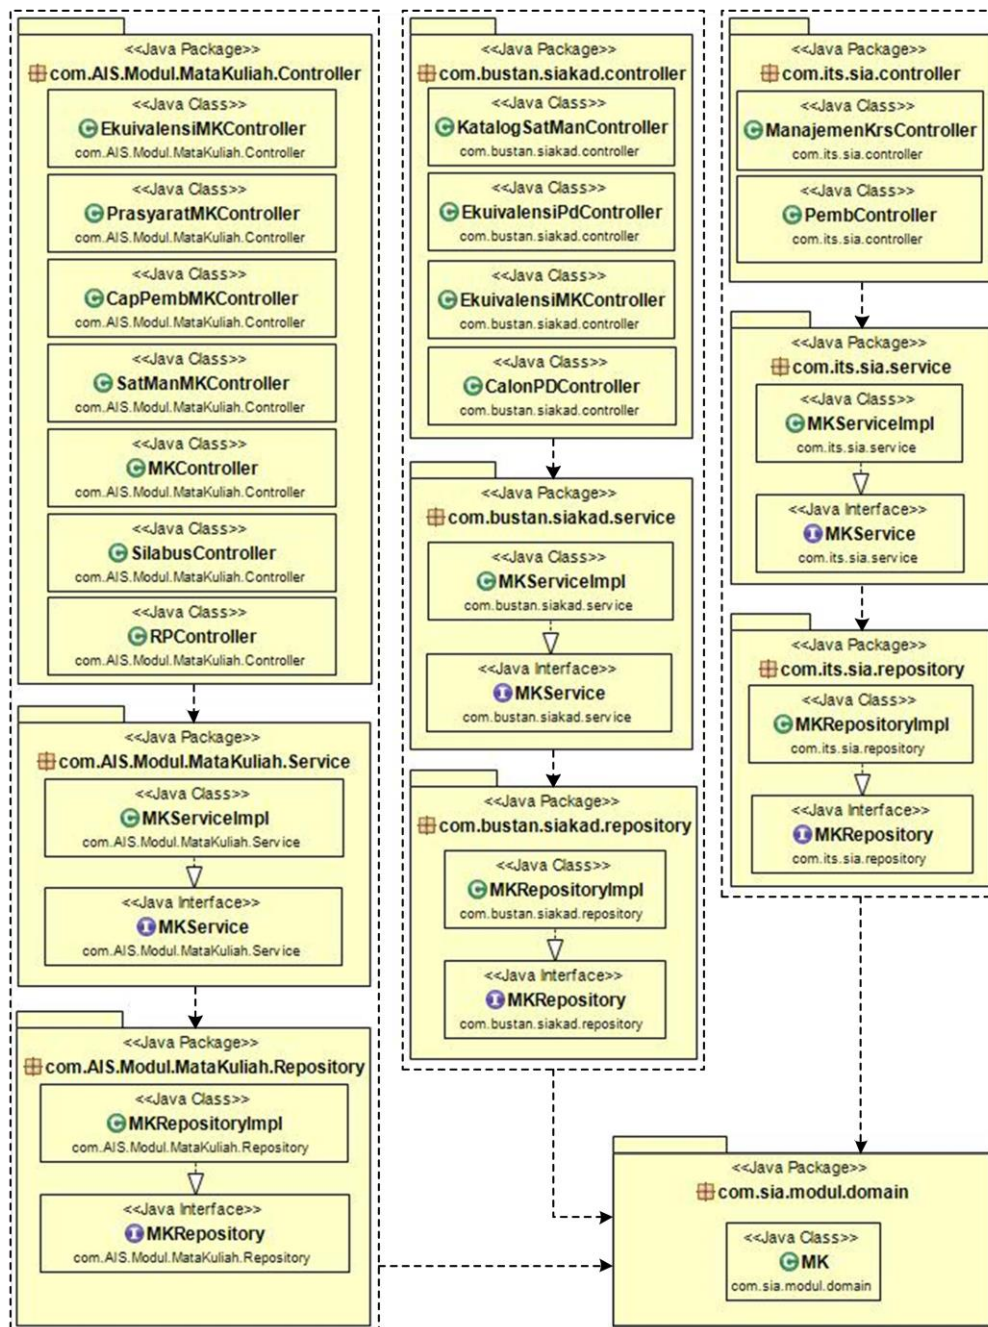 <<Java Package>>
com.AIS.Modul.MataKuliah.Controller
<<Java Class>>
EkuivalensiMKController
com.AIS.Modul.MataKuliah.Controller
<<Java Class>>
PrasyaratMKController
com.AIS.Modul.MataKuliah.Controller
<<Java Class>>
CapPembMKController
com.AIS.Modul.MataKuliah.Controller
<<Java Class>>
SatManMKController
com.AIS.Modul.MataKuliah.Controller
<<Java Class>>
MKController
com.AIS.Modul.MataKuliah.Controller
<<Java Class>>
SilabusController
com.AIS.Modul.MataKuliah.Controller
<<Java Class>>
RPController
com.AIS.Modul.MataKuliah.Controller
<<Java Package>>
com.AIS.Modul.MataKuliah.Service
<<Java Class>>
MKServiceImpl
com.AIS.Modul.MataKuliah.Service
<<Java Interface>>
MKService
com.AIS.Modul.MataKuliah.Service
<<Java Package>>
com.AIS.Modul.MataKuliah.Repository
<<Java Class>>
MKRepositoryImpl
com.AIS.Modul.MataKuliah.Repository
<<Java Interface>>
MKRepository
com.AIS.Modul.MataKuliah.Repository
<<Java Package>>
com.bustan.siakad.controller
<<Java Class>>
KatalogSatManController
com.bustan.siakad.controller
<<Java Class>>
EkuivalensiPdController
com.bustan.siakad.controller
<<Java Class>>
EkuivalensiMKController
com.bustan.siakad.controller
<<Java Class>>
CalonPDController
com.bustan.siakad.controller
<<Java Package>>
com.bustan.siakad.service
<<Java Class>>
MKServiceImpl
com.bustan.siakad.service
<<Java Interface>>
MKService
com.bustan.siakad.service
<<Java Package>>
com.bustan.siakad.repository
<<Java Class>>
MKRepositoryImpl
com.bustan.siakad.repository
<<Java Interface>>
MKRepository
com.bustan.siakad.repository
<<Java Package>>
com.its.sia.controller
<<Java Class>>
ManajemenKrsController
com.its.sia.controller
<<Java Class>>
PembController
com.its.sia.controller
<<Java Package>>
com.its.sia.service
<<Java Class>>
MKServiceImpl
com.its.sia.service
<<Java Interface>>
MKService
com.its.sia.service
<<Java Package>>
com.its.sia.repository
<<Java Class>>
MKRepositoryImpl
com.its.sia.repository
<<Java Interface>>
MKRepository
com.its.sia.repository
<<Java Package>>
com.sia.modul.domain
<<Java Class>>
MK
com.sia.modul.domain